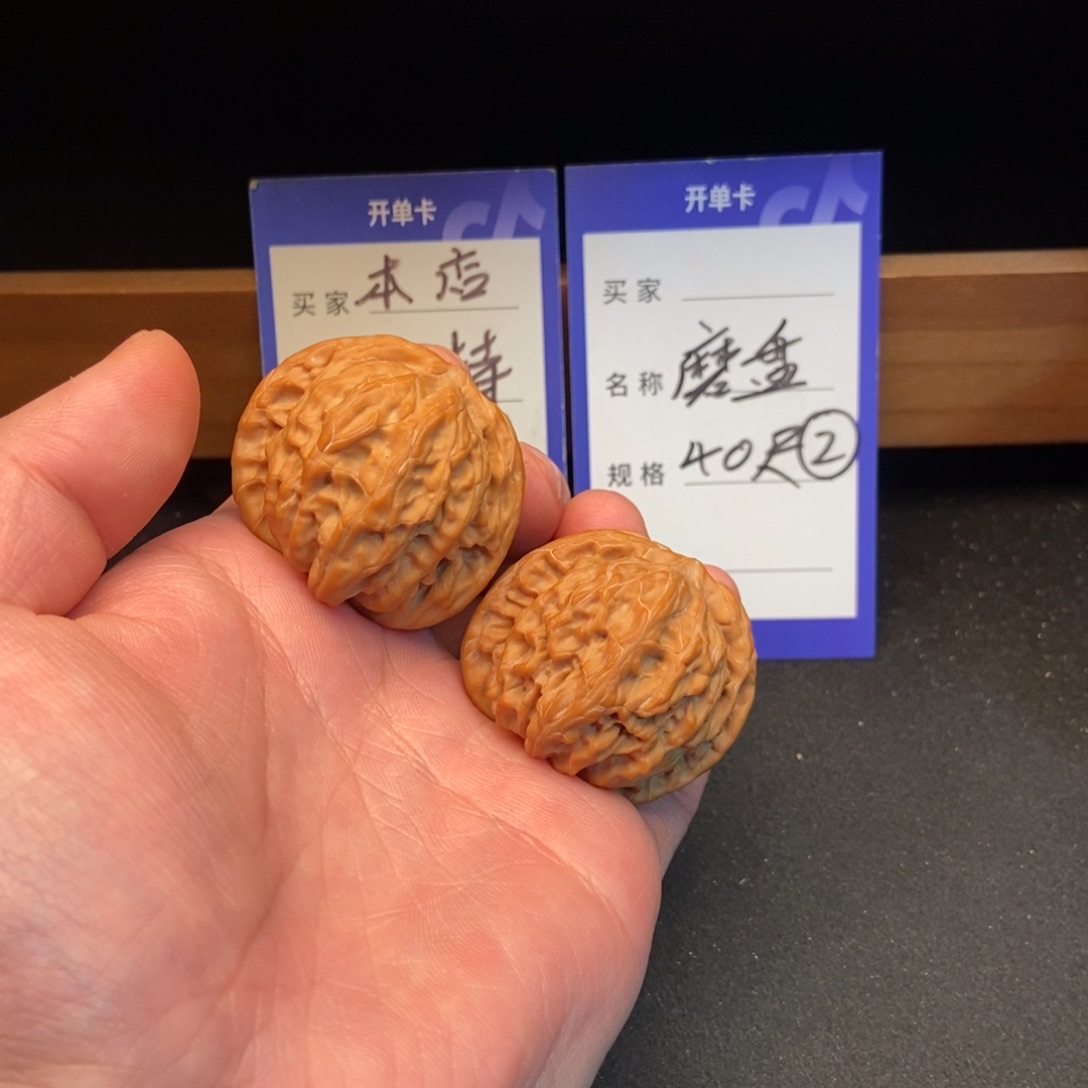 开单卡
买家 本店
特
开单卡
买家
名称 磨盘
规格 40尺②